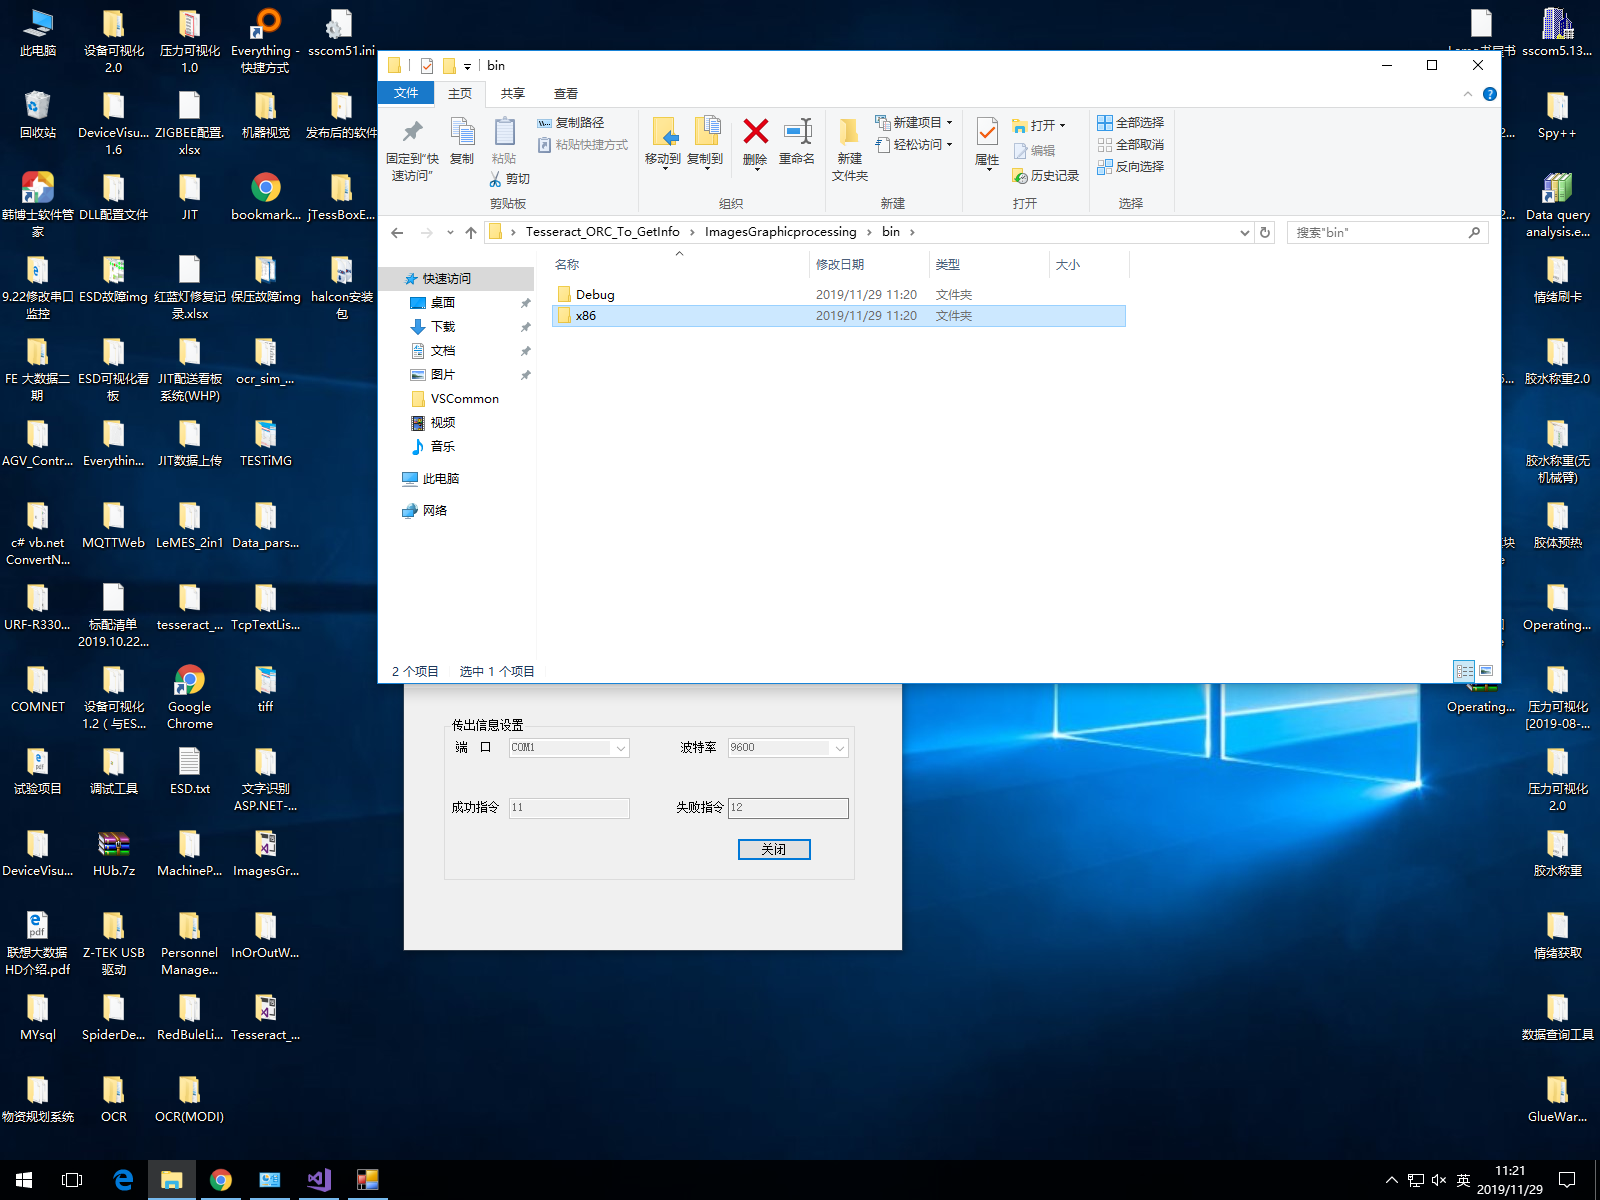 此电脑
设备可视化
2.0
压力可视化
1.0
Everything -
快捷方式
sscom51.ini
sscom5.13...
回收站
DeviceVisu...
1.6
ZIGBEE配置.
xlsx
机器视觉
发布后的软件
Spy++
韩博士软件管
家
DLL配置文件
JIT
bookmark...
jTessBoxE...
Data query
analysis.e...
9.22修改串口
监控
ESD故障img
红蓝灯修复记
录.xlsx
保压故障img
halcon安装
包
情绪刷卡
FE 大数据二
期
ESD可视化看
板
JIT配送看板
系统(WHP)
ocr_sim_...
胶水称重2.0
AGV_Contr...
Everythin...
JIT数据上传
TESTiMG
胶水称重(无
机械臂)
c# vb.net
ConvertN...
MQTTWeb
LeMES_2in1
Data_pars...
胶体预热
URF-R330...
标配清单
2019.10.22...
tesseract_...
TcpTextLis...
Operating...
COMNET
设备可视化
1.2（与ES...
Google
Chrome
tiff
Operating...
压力可视化
[2019-08-...
试验项目
调试工具
ESD.txt
文字识别
ASP.NET-...
压力可视化
2.0
DeviceVisu...
HUb.7z
MachineP...
ImagesGr...
胶水称重
联想大数据
HD介绍.pdf
Z-TEK USB
驱动
Personnel
Manage...
InOrOutW...
情绪获取
MYsql
SpiderDe...
RedBuleLi...
Tesseract_...
数据查询工具
物资规划系统
OCR
OCR(MODI)
GlueWar...
bin
文件
主页
共享
查看
固定到"快
速访问"
复制
粘贴
复制路径
粘贴快捷方式
剪切
剪贴板
移动到
复制到
删除
重命名
组织
新建
文件夹
新建项目
轻松访问
新建
属性
打开
编辑
历史记录
打开
全部选择
全部取消
反向选择
选择
Tesseract_ORC_To_GetInfo
ImagesGraphicprocessing
bin
搜索"bin"
名称
修改日期
类型
大小
Debug
2019/11/29 11:20
文件夹
x86
2019/11/29 11:20
文件夹
快速访问
桌面
下载
文档
图片
VSCommon
视频
音乐
此电脑
网络
2 个项目
选中 1 个项目
传出信息设置
端 口
COM1
波特率
9600
成功指令
11
失败指令
12
关闭
英
11:21
2019/11/29